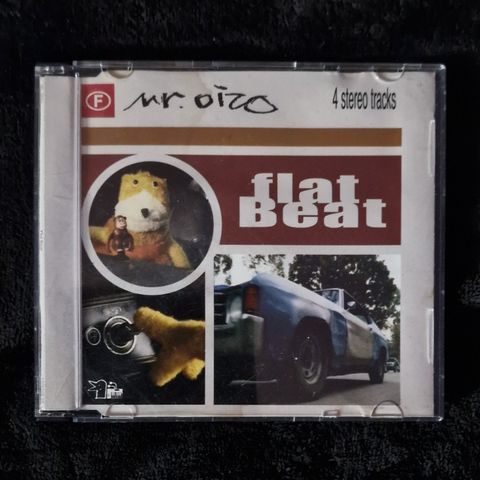 F
mr. oizo
4 stereo tracks
flat
Beat